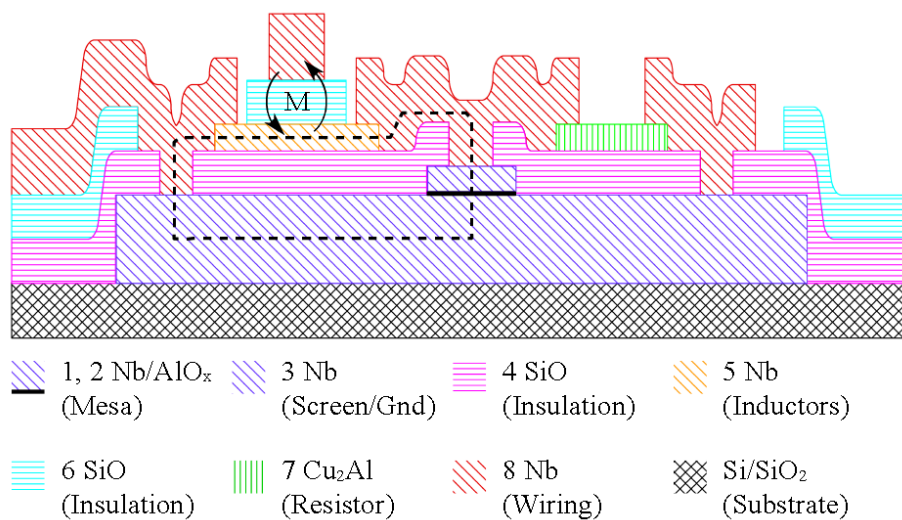 M
1, 2 Nb/AlOₓ
(Mesa)
3 Nb
(Screen/Gnd)
4 SiO
(Insulation)
5 Nb
(Inductors)
6 SiO
(Insulation)
7 Cu₂Al
(Resistor)
8 Nb
(Wiring)
Si/SiO₂
(Substrate)